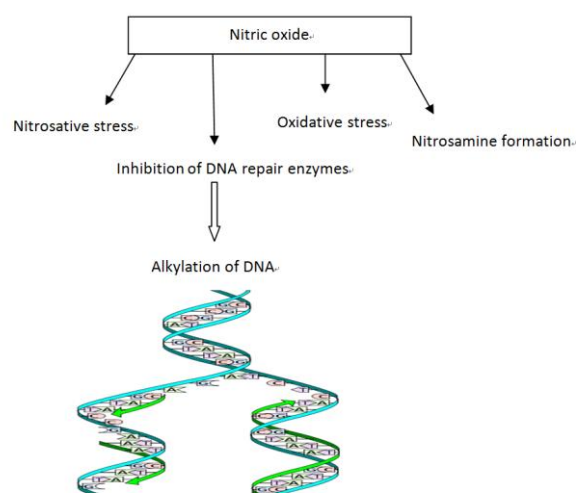 Nitric oxide
Nitrosative stress
Oxidative stress
Nitrosamine formation
Inhibition of DNA repair enzymes
Alkylation of DNA